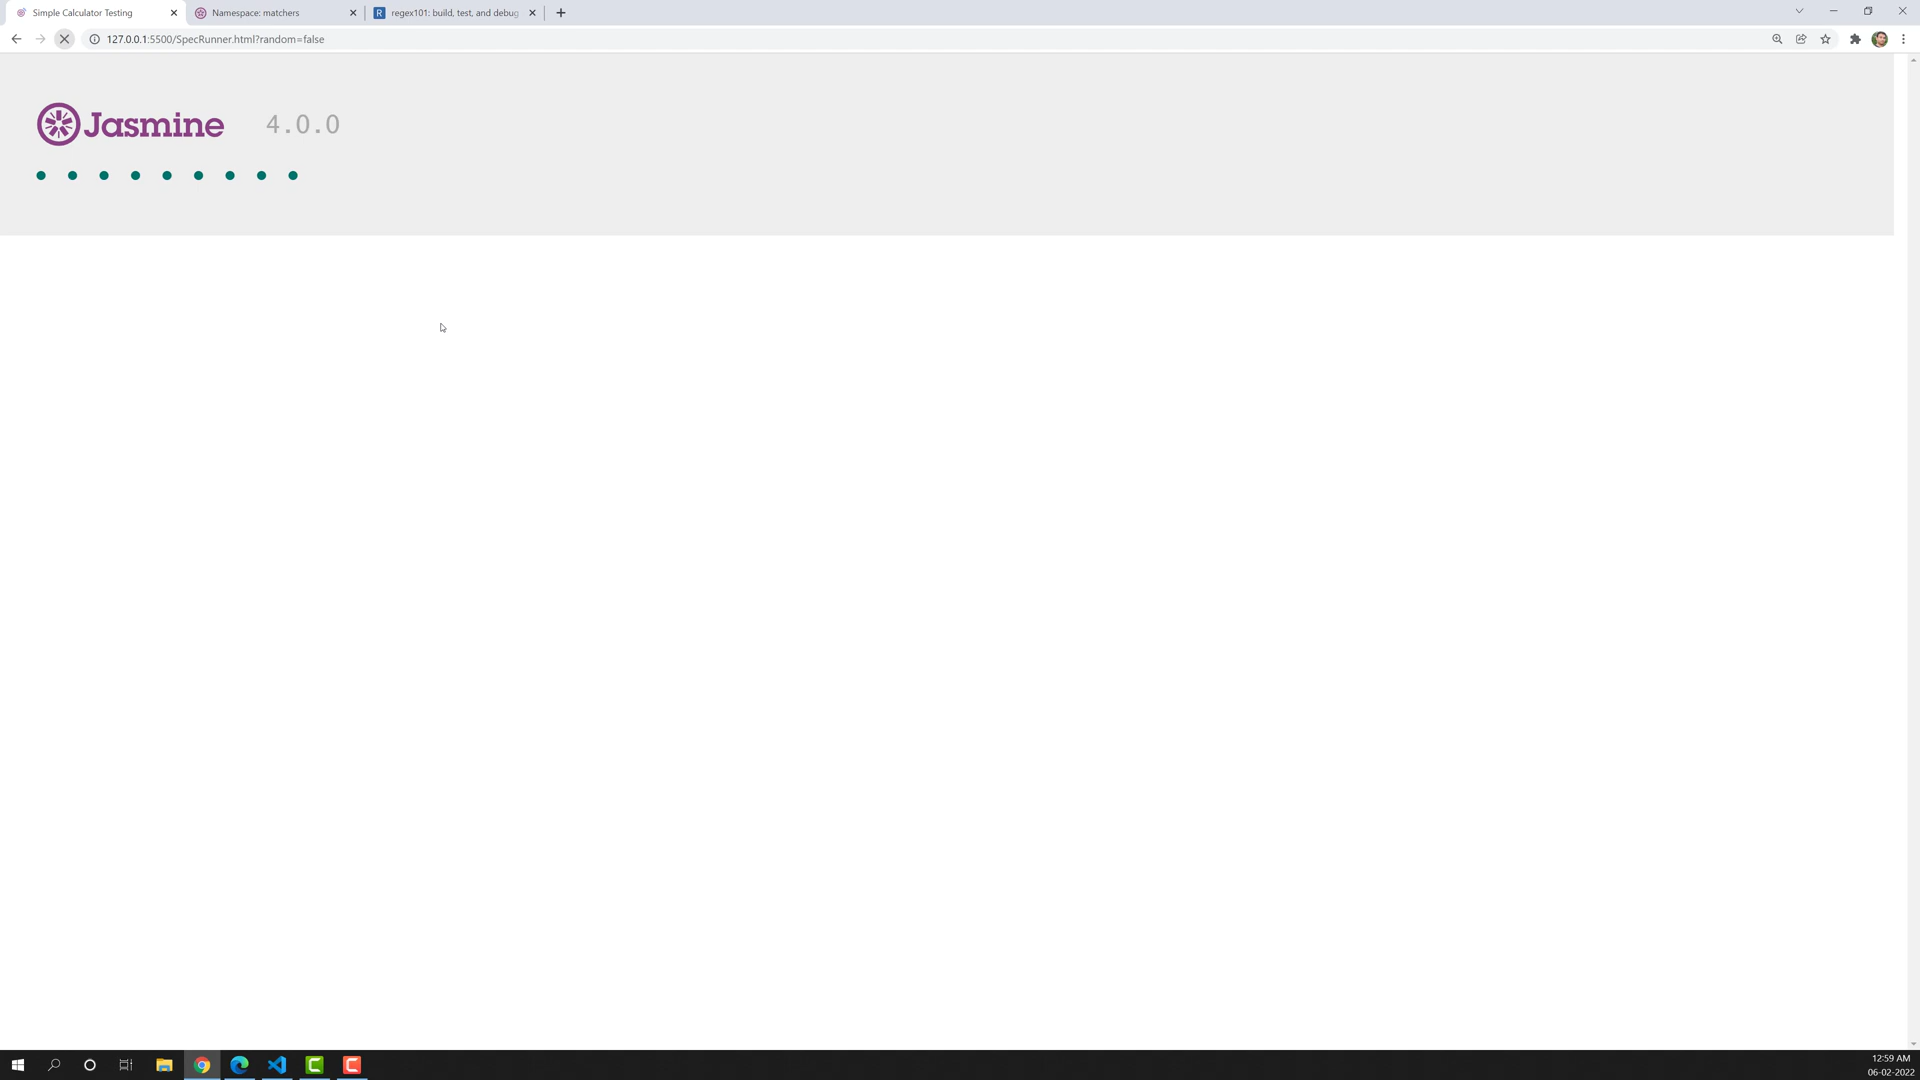 Simple Calculator Testing
Namespace: matchers
regex101: build, test, and debug
127.0.0.1:5500/SpecRunner.html?random=false
Jasmine 4.0.0
12:59 AM
06-02-2022